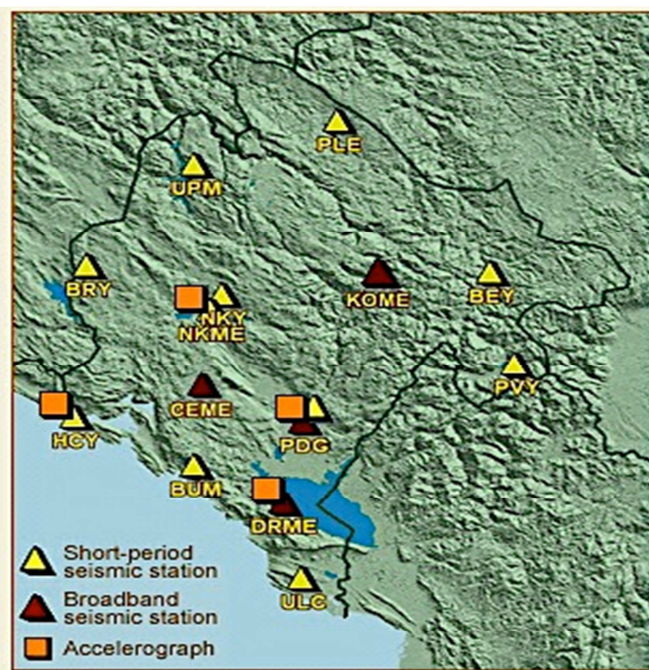 PLE
UPM
BRY
KOME
BEY
NKY
NKME
PVY
CEME
HCY
PDG
BUM
DRME
ULC
Short-period
seismic station
Broadband
seismic station
Accelerograph